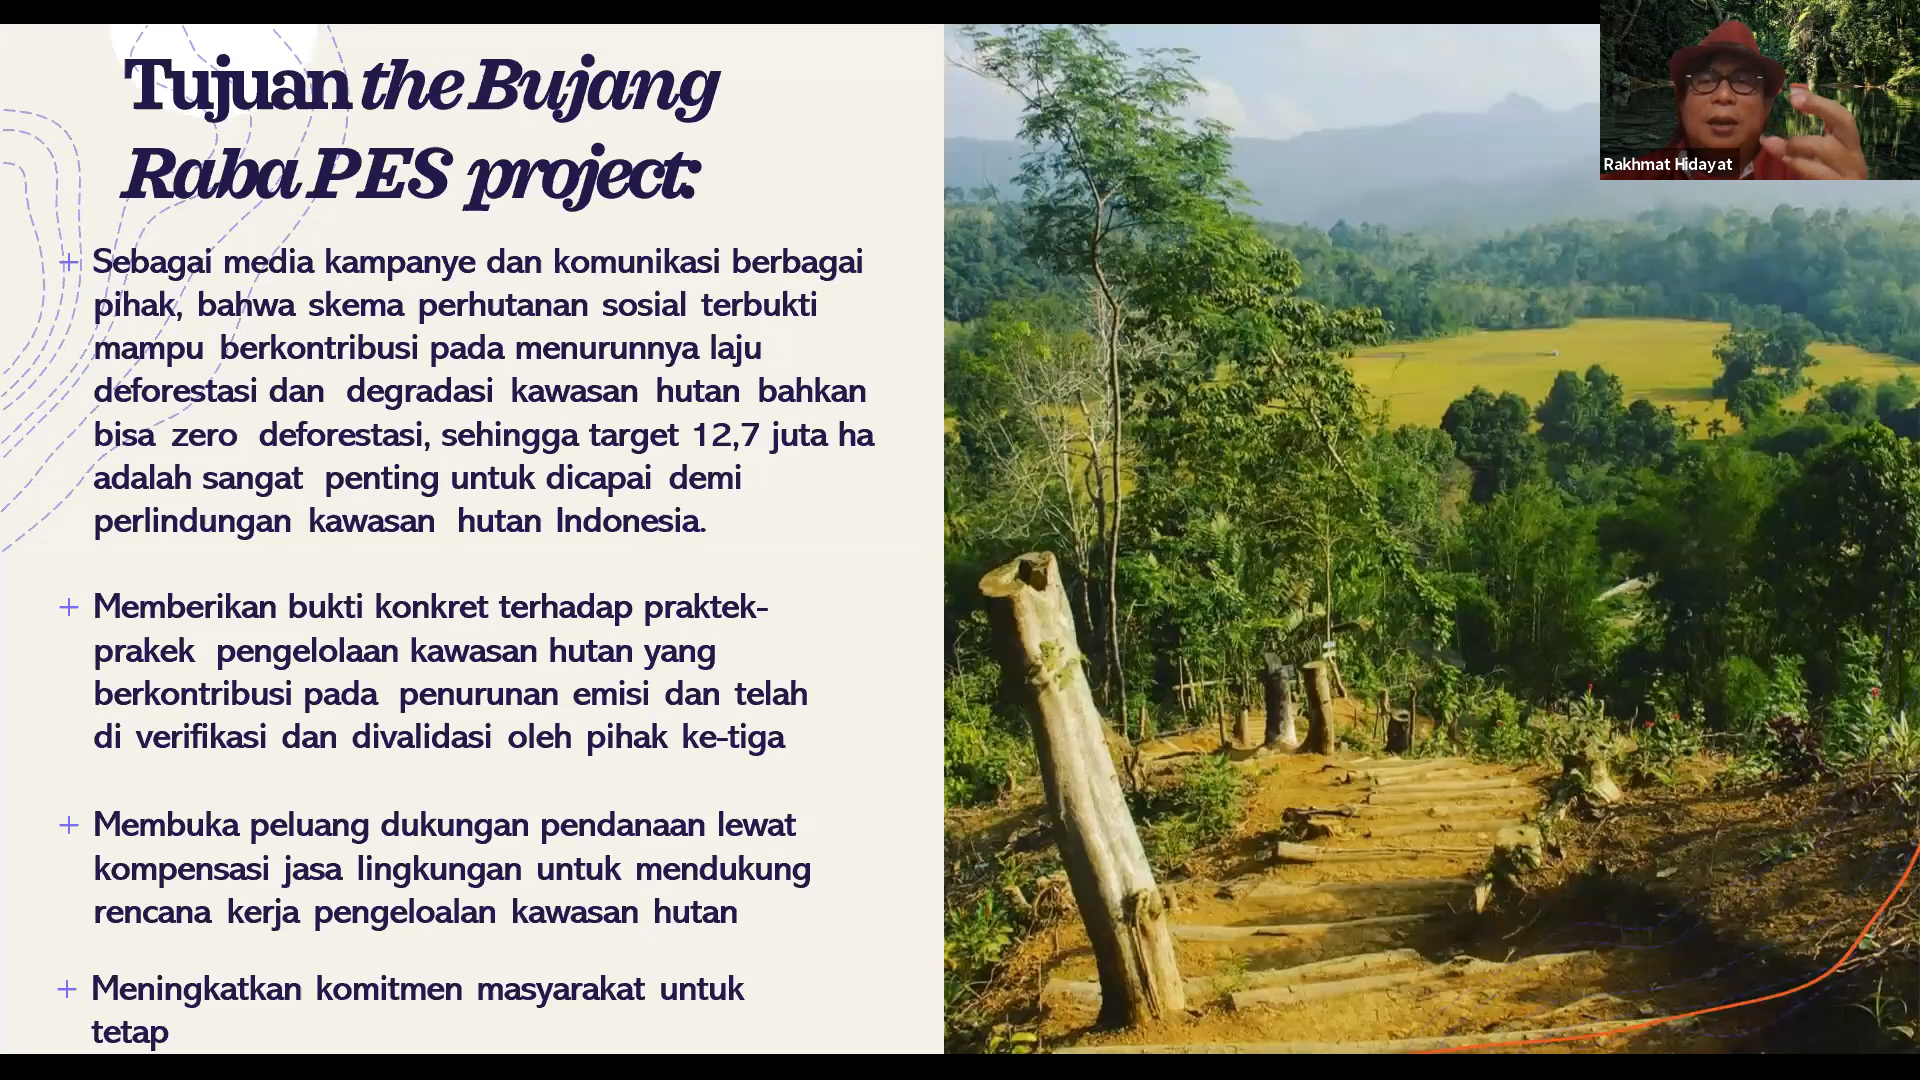 Tujuan the Bujang
Raba PES project:
+ Sebagai media kampanye dan komunikasi berbagai
pihak, bahwa skema perhutanan sosial terbukti
mampu berkontribusi pada menurunnya laju
deforestasi dan degradasi kawasan hutan bahkan
bisa zero deforestasi, sehingga target 12,7 juta ha
adalah sangat penting untuk dicapai demi
perlindungan kawasan hutan Indonesia.
+ Memberikan bukti konkret terhadap praktek-
prakek pengelolaan kawasan hutan yang
berkontribusi pada penurunan emisi dan telah
di verifikasi dan divalidasi oleh pihak ke-tiga
+ Membuka peluang dukungan pendanaan lewat
kompensasi jasa lingkungan untuk mendukung
rencana kerja pengeloalan kawasan hutan
+ Meningkatkan komitmen masyarakat untuk
tetap
Rakhmat Hidayat